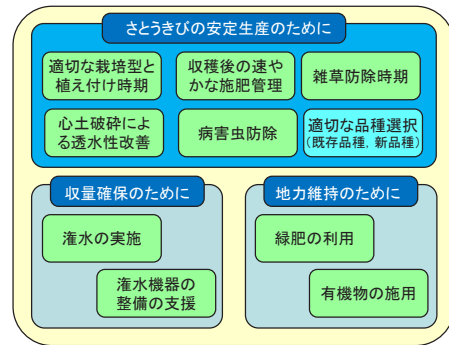 さとうきびの安定生産のために
適切な栽培型と
植え付け時期
収穫後の速や
かな施肥管理
雑草防除時期
心土破砕によ
る透水性改善
病害虫防除
適切な品種選択
(既存品種, 新品種)
収量確保のために
灌水の実施
灌水機器の
整備の支援
地力維持のために
緑肥の利用
有機物の施用